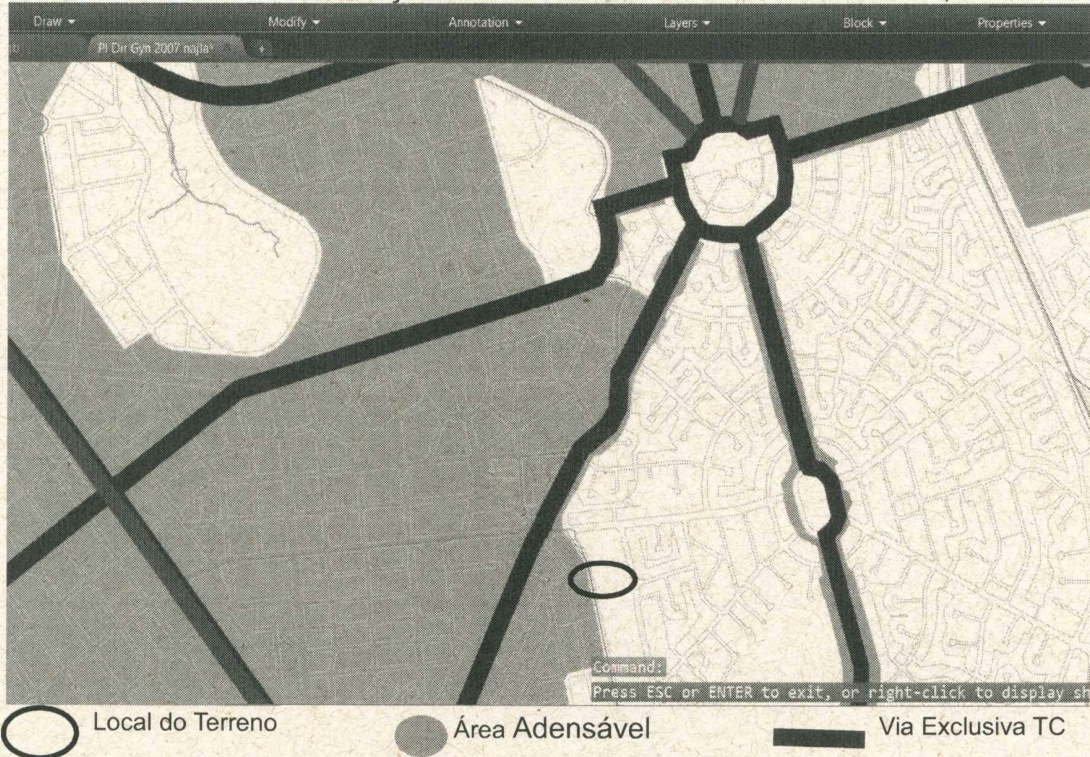 Draw Modify Annotation Layers Block Properties
Pl Dir Gyn 2007 najla* +
Command:
Press ESC or ENTER to exit, or right-click to display sh
Local do Terreno Área Adensável Via Exclusiva TC